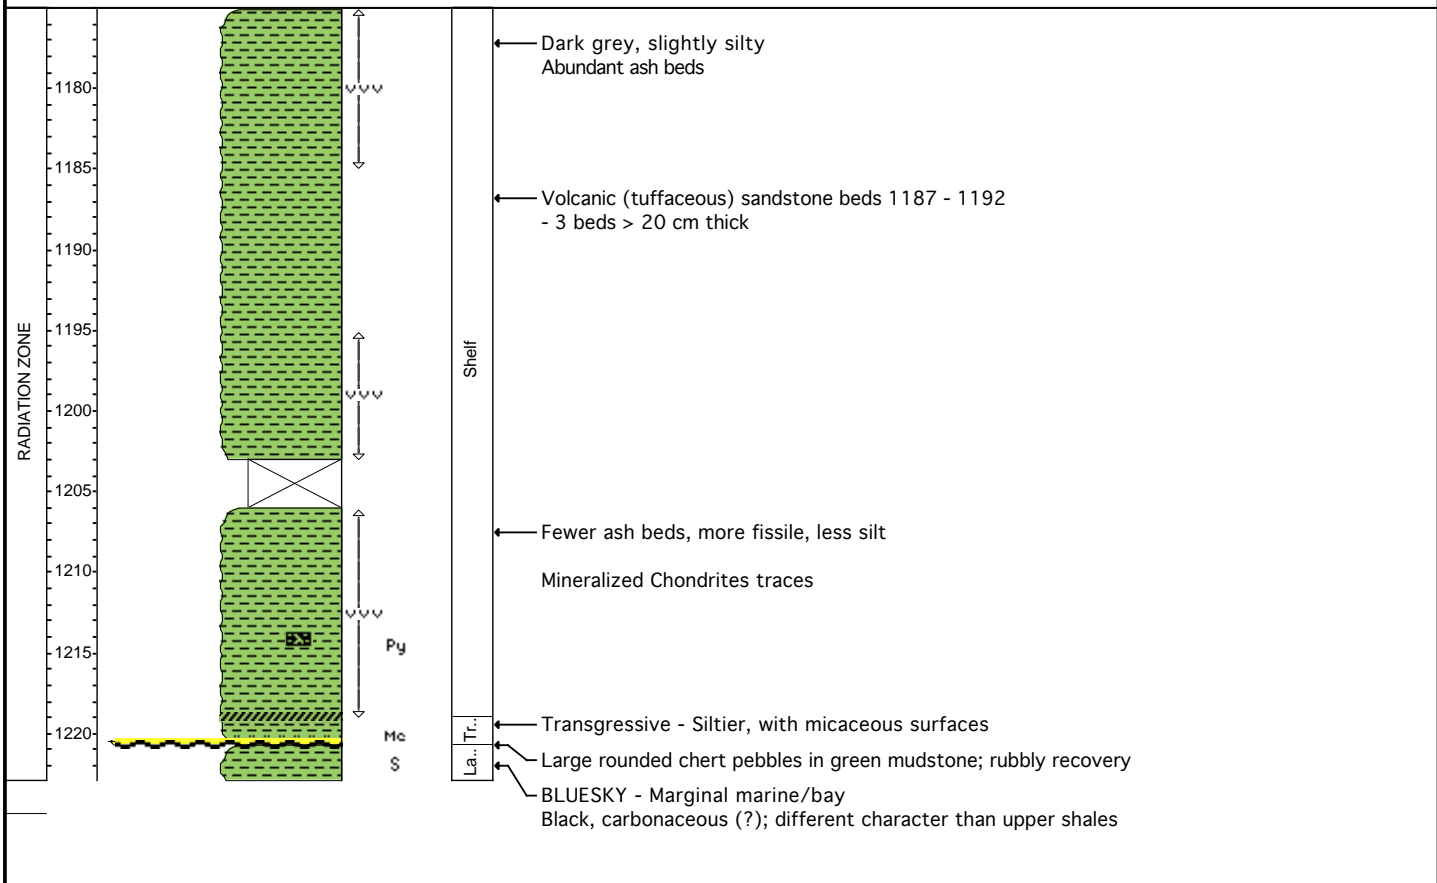 Dark grey, slightly silty
Abundant ash beds
1180
v v v
1185
Volcanic (tuffaceous) sandstone beds 1187 - 1192
- 3 beds > 20 cm thick
1190
1195
RADIATION ZONE
Shelf
v v v
1200
1205
Fewer ash beds, more fissile, less silt
1210
Mineralized Chondrites traces
v v v
Py
1215
Tr..
Transgressive - Siltier, with micaceous surfaces
1220
Mc
La..
Large rounded chert pebbles in green mudstone; rubbly recovery
S
BLUESKY - Marginal marine/bay
Black, carbonaceous (?); different character than upper shales